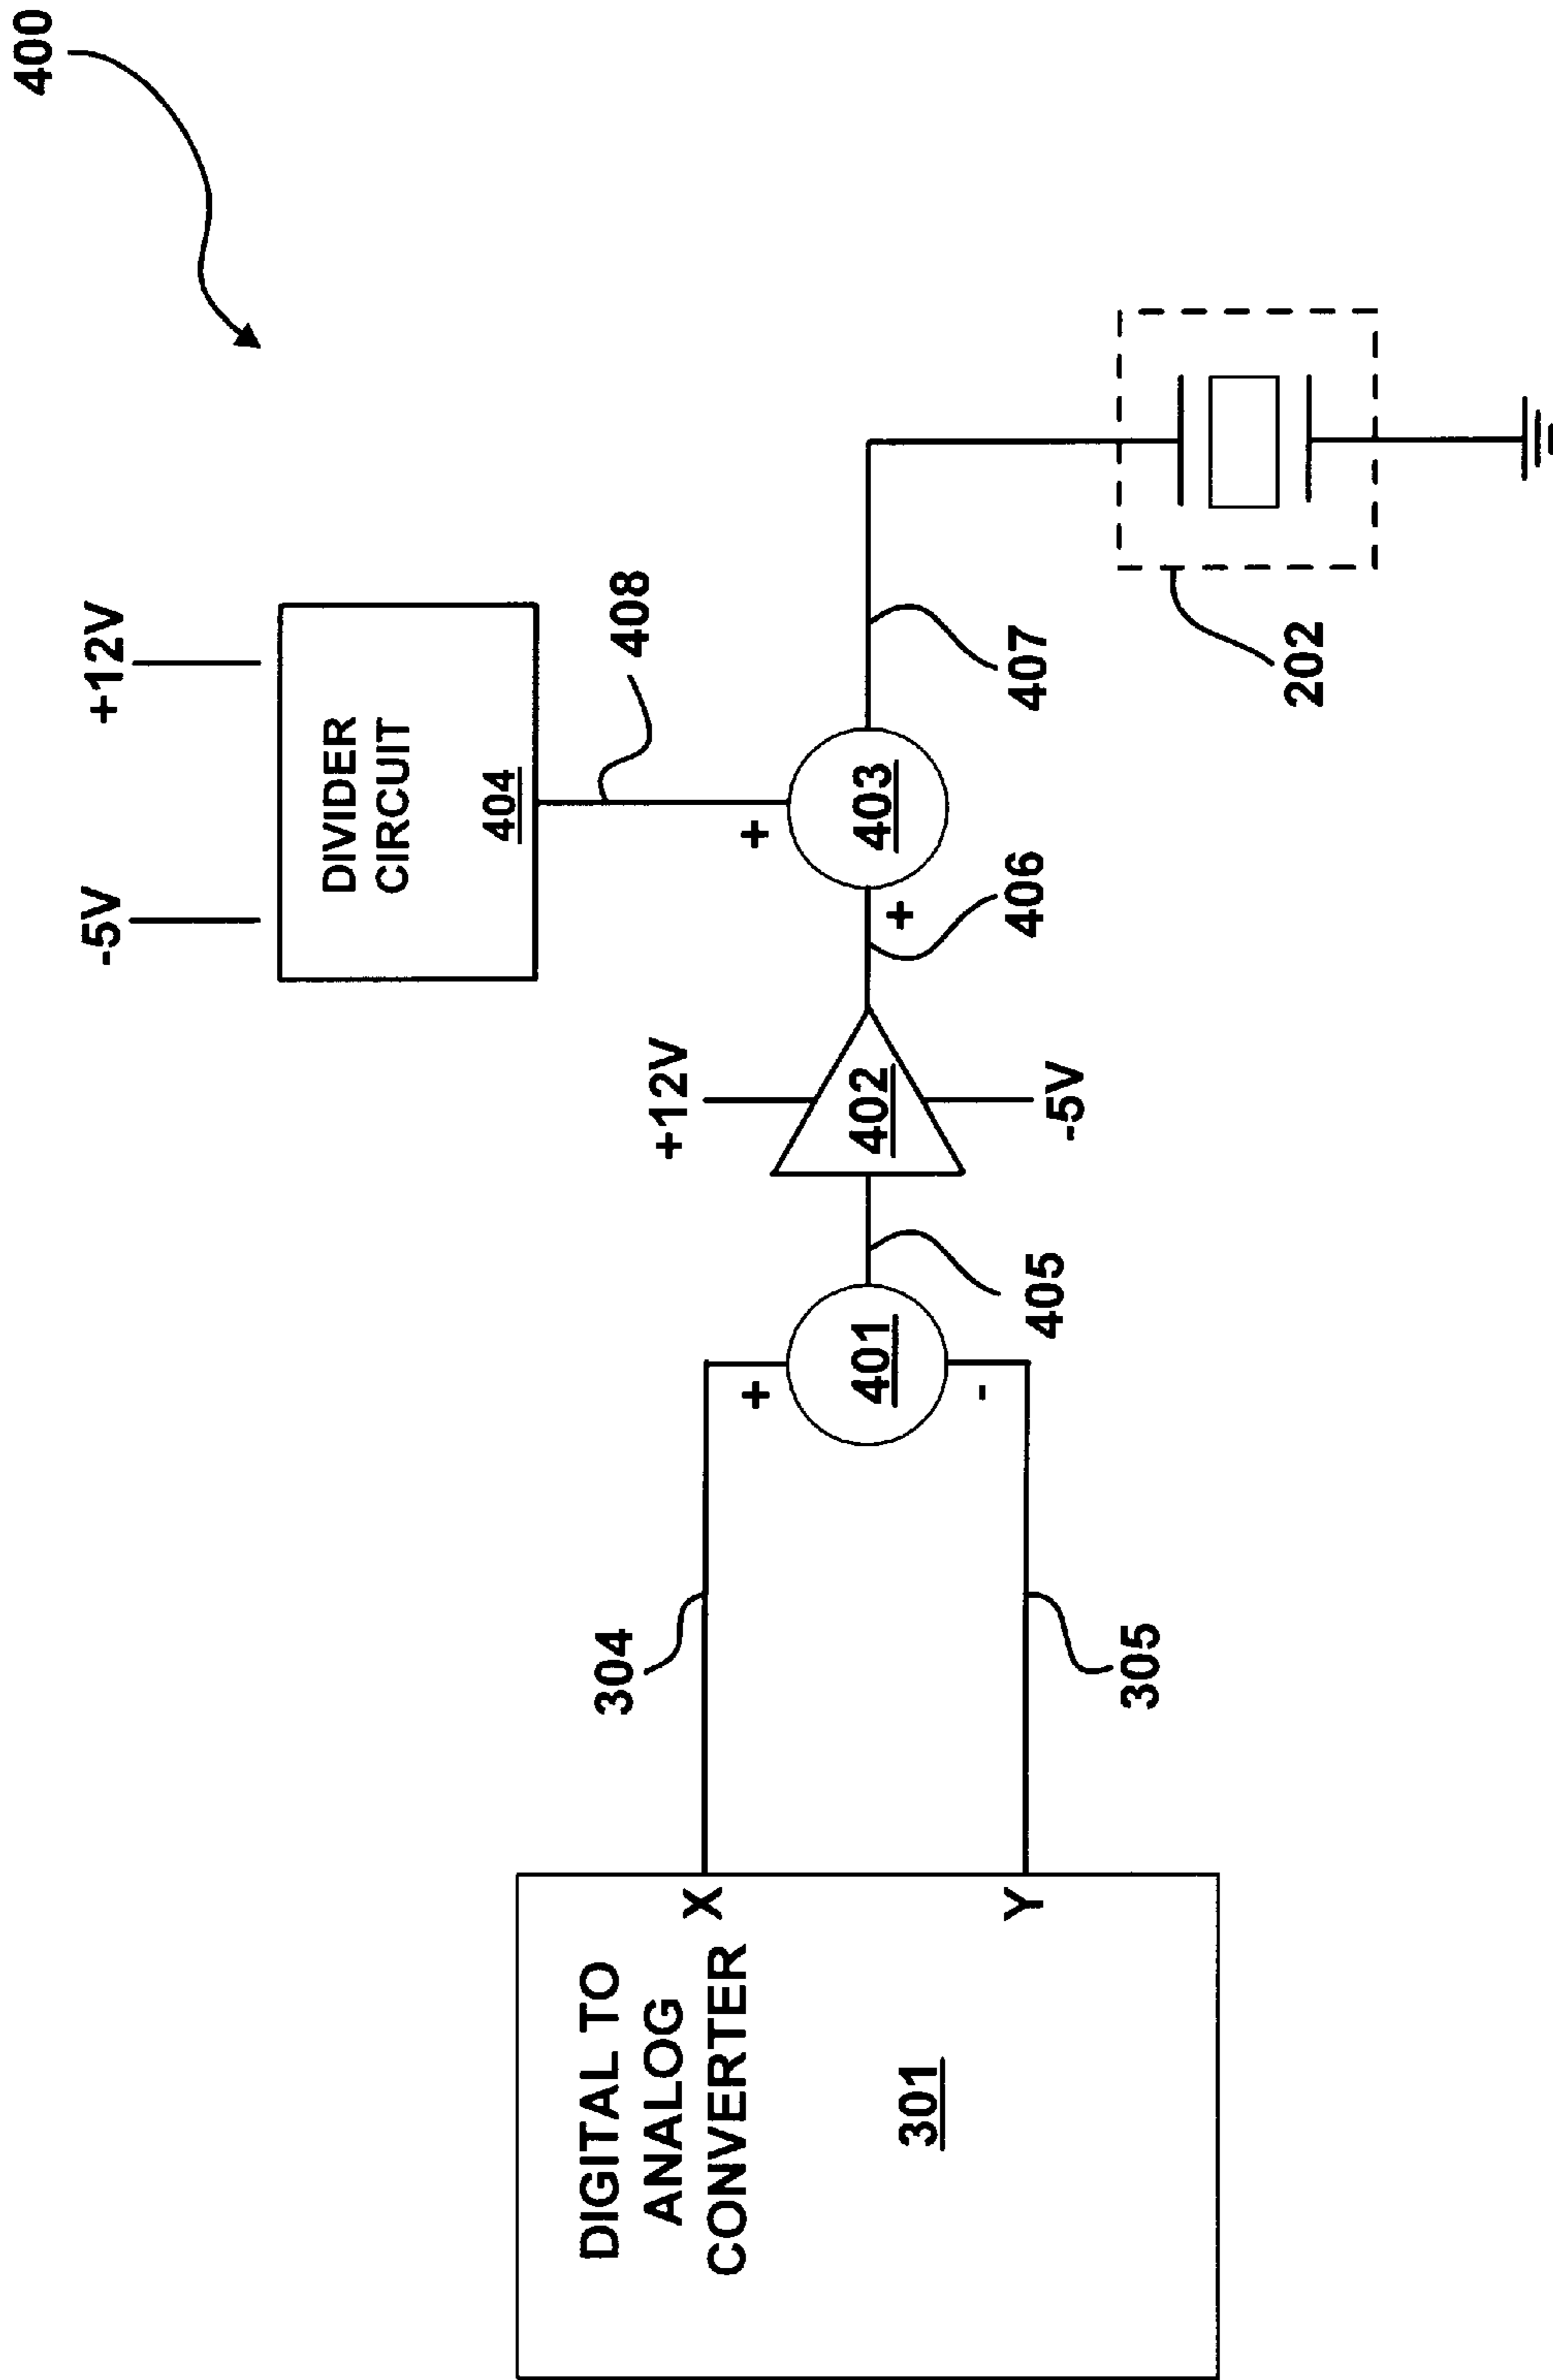 400
-5V
+12V
DIVIDER
CIRCUIT
404
408
+12V
+
304
+
DIGITAL TO
ANALOG
CONVERTER
X
401
402
403
+
301
-
405
-5V
406
407
Y
305
202